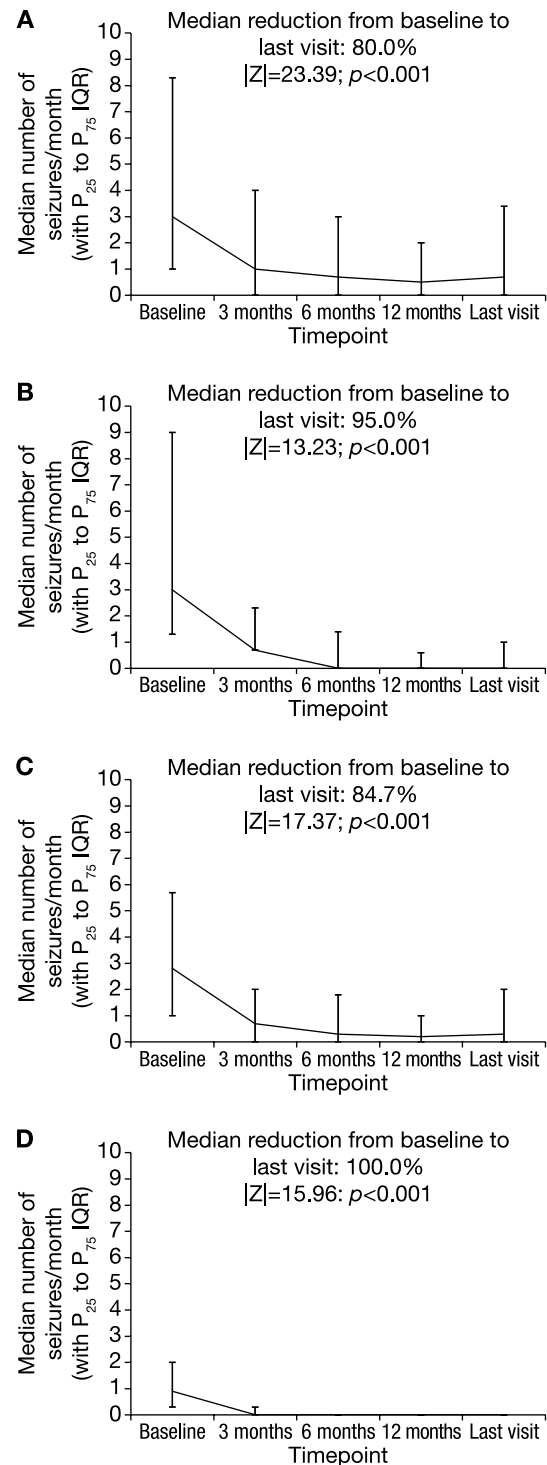 A
Median reduction from baseline to
last visit: 80.0%
|Z|=23.39; p<0.001
Median number of
seizures/month
(with P25 to P75 IQR)
10
9
8
7
6
5
4
3
2
1
0
Baseline 3 months 6 months 12 months Last visit
Timepoint
B
Median reduction from baseline to
last visit: 95.0%
|Z|=13.23; p<0.001
Median number of
seizures/month
(with P25 to P75 IQR)
10
9
8
7
6
5
4
3
2
1
0
Baseline 3 months 6 months 12 months Last visit
Timepoint
C
Median reduction from baseline to
last visit: 84.7%
|Z|=17.37; p<0.001
Median number of
seizures/month
(with P25 to P75 IQR)
10
9
8
7
6
5
4
3
2
1
0
Baseline 3 months 6 months 12 months Last visit
Timepoint
D
Median reduction from baseline to
last visit: 100.0%
|Z|=15.96: p<0.001
Median number of
seizures/month
(with P25 to P75 IQR)
10
9
8
7
6
5
4
3
2
1
0
Baseline 3 months 6 months 12 months Last visit
Timepoint